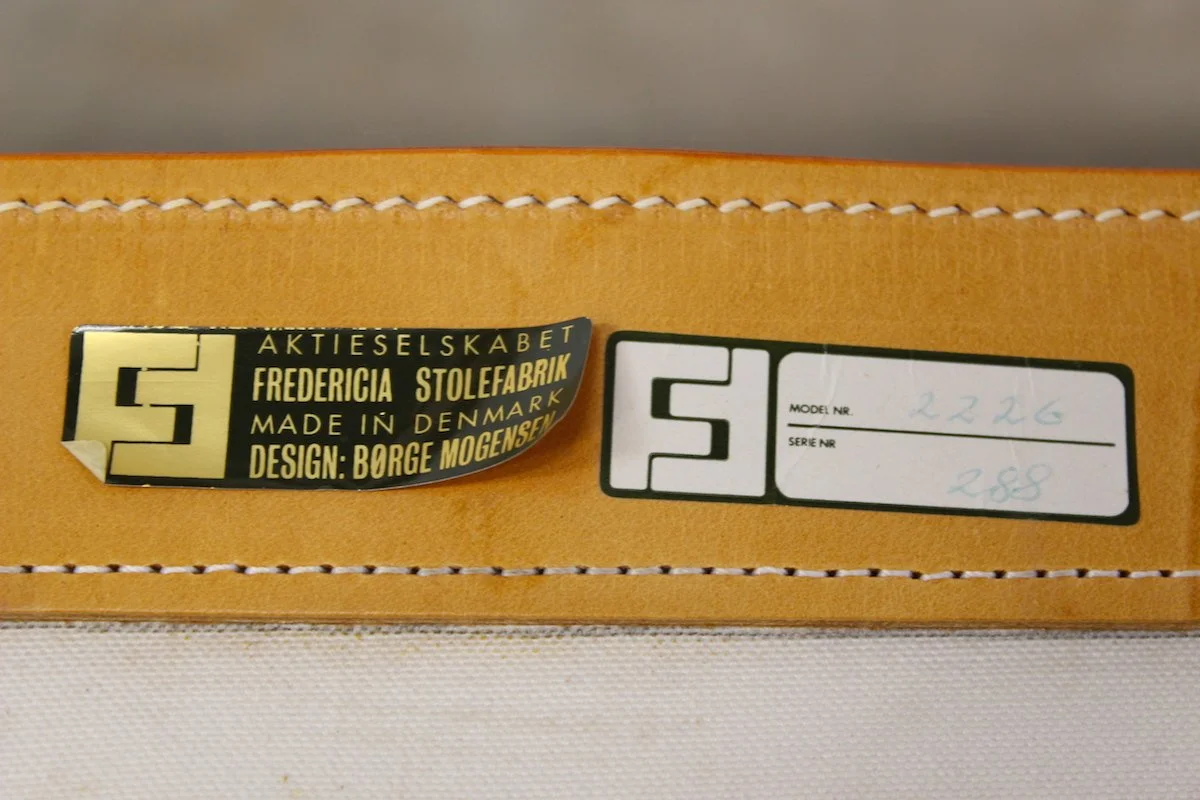 AKTIESELSKABET
FREDERICIA STOLEFABRIK
MADE IN DENMARK
DESIGN: BØRGE MOGENSEN
MODEL NR. 2226
SERIE NR
288